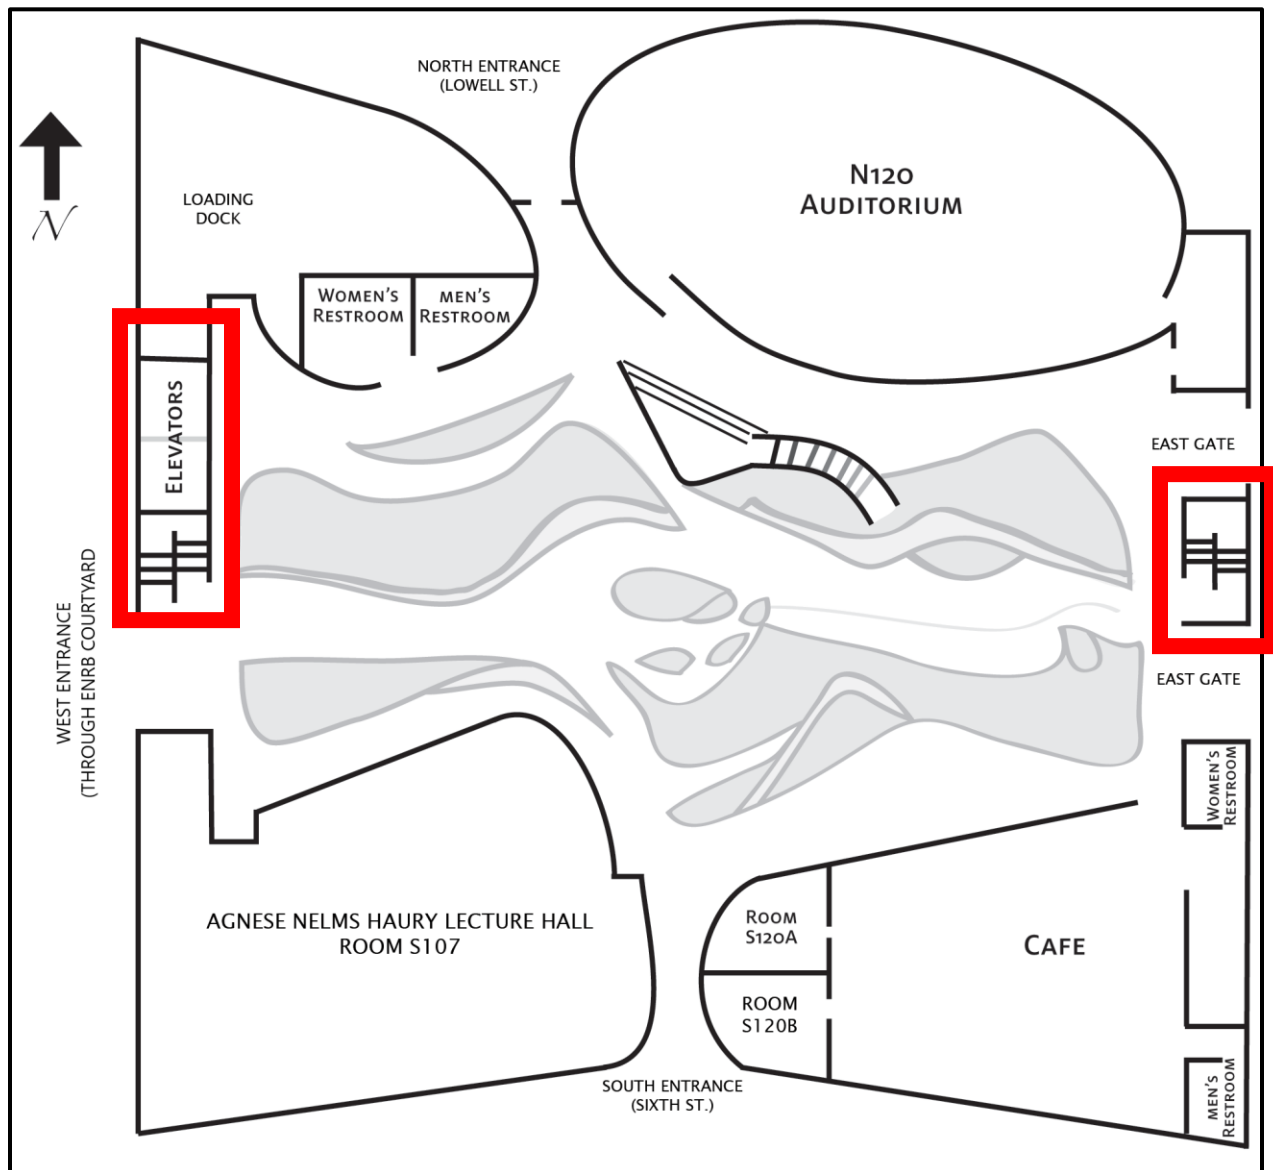 NORTH ENTRANCE
(LOWELL ST.)
N120
AUDITORIUM
N
LOADING
DOCK
WOMEN'S
RESTROOM
MEN'S
RESTROOM
ELEVATORS
EAST GATE
WEST ENTRANCE
(THROUGH ENRB COURTYARD
EAST GATE
WOMEN'S
RESTROOM
AGNESE NELMS HAURY LECTURE HALL
ROOM S107
ROOM
S120A
CAFE
ROOM
S120B
SOUTH ENTRANCE
(SIXTH ST.)
MEN'S
RESTROOM